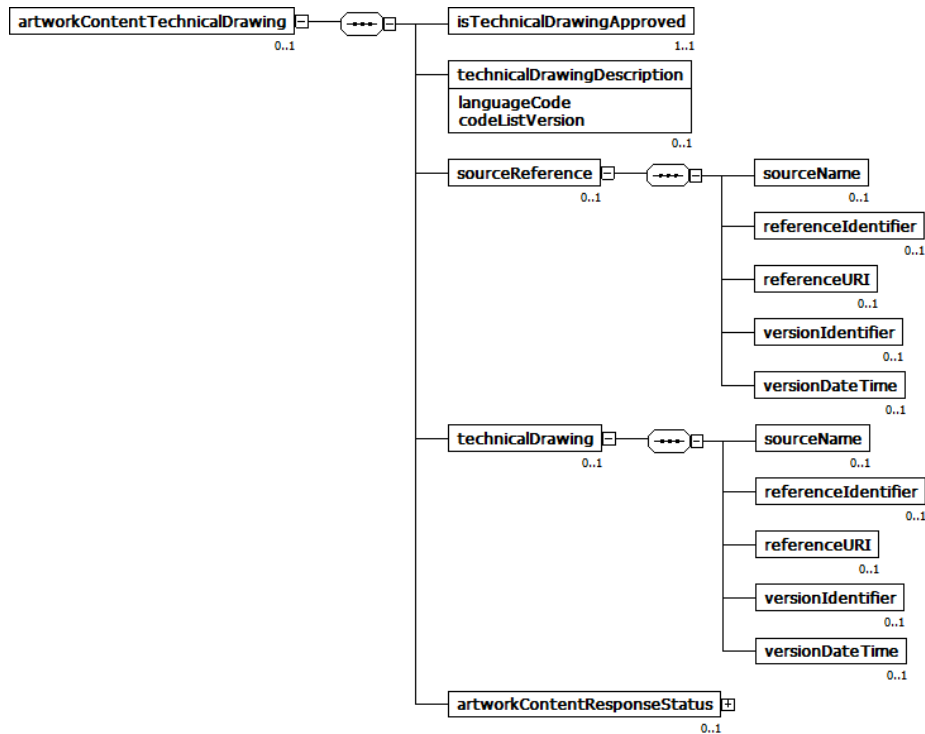 artworkContentTechnicalDrawing
0..1
isTechnicalDrawingApproved
1..1
technicalDrawingDescription
languageCode
codeListVersion
0..1
sourceReference
0..1
sourceName
0..1
referenceIdentifier
0..1
referenceURI
0..1
versionIdentifier
0..1
versionDateTime
0..1
technicalDrawing
0..1
sourceName
0..1
referenceIdentifier
0..1
referenceURI
0..1
versionIdentifier
0..1
versionDateTime
0..1
artworkContentResponseStatus
0..1